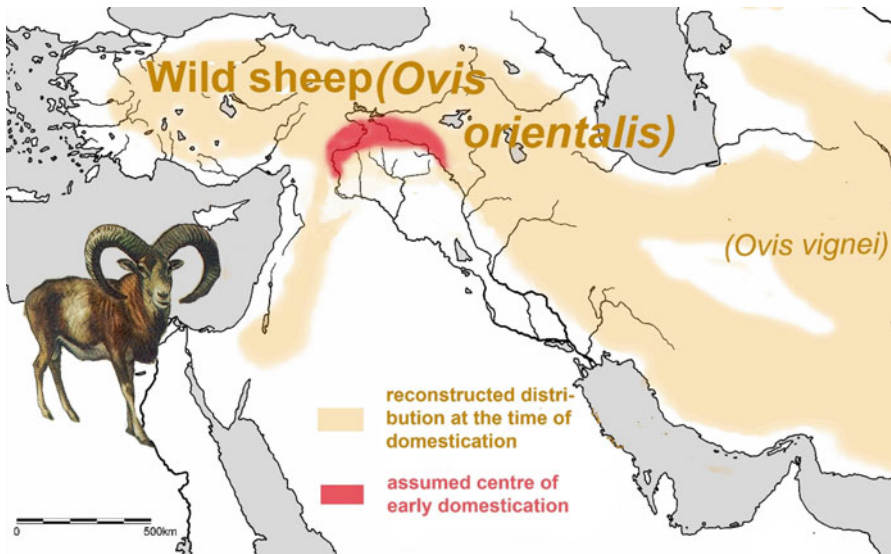 Wild sheep(Ovis
orientalis)
(Ovis vignei)
reconstructed distri-
bution at the time of
domestication
assumed centre of
early domestication
0 500km